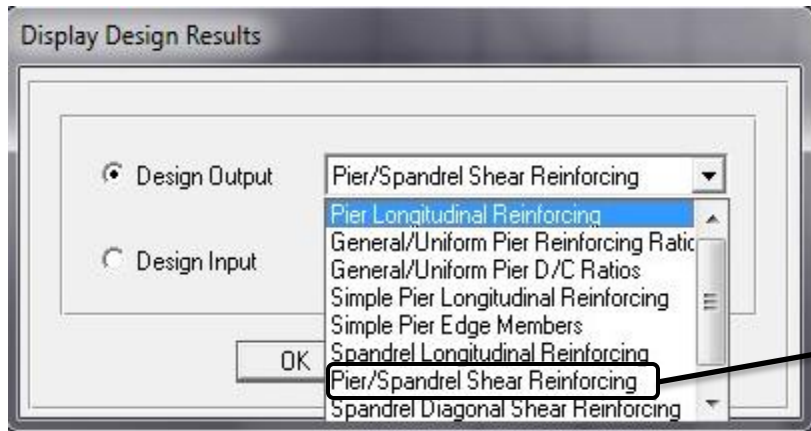 Display Design Results
Design Output
Pier/Spandrel Shear Reinforcing
Pier Longitudinal Reinforcing
General/Uniform Pier Reinforcing Ratic
Design Input
General/Uniform Pier D/C Ratios
Simple Pier Longitudinal Reinforcing
Simple Pier Edge Members
OK
Spandrel Longitudinal Reinforcing
Pier/Spandrel Shear Reinforcing
Spandrel Diagonal Shear Reinforcing